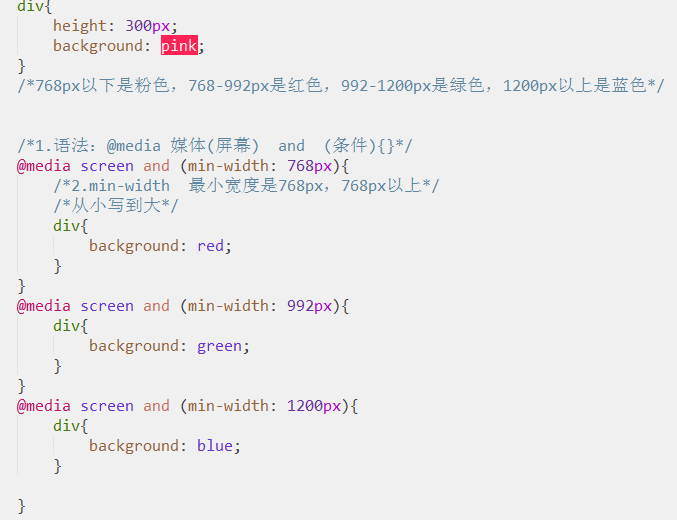 div{
    height: 300px;
    background: pink;
}
/*768px以下是粉色，768-992px是红色，992-1200px是绿色，1200px以上是蓝色*/
/*1.语法：@media 媒体(屏幕)  and  (条件){}*/
@media screen and (min-width: 768px){
    /*2.min-width  最小宽度是768px，768px以上*/
    /*从小写到大*/
    div{
        background: red;
    }
}
@media screen and (min-width: 992px){
    div{
        background: green;
    }
}
@media screen and (min-width: 1200px){
    div{
        background: blue;
    }
}